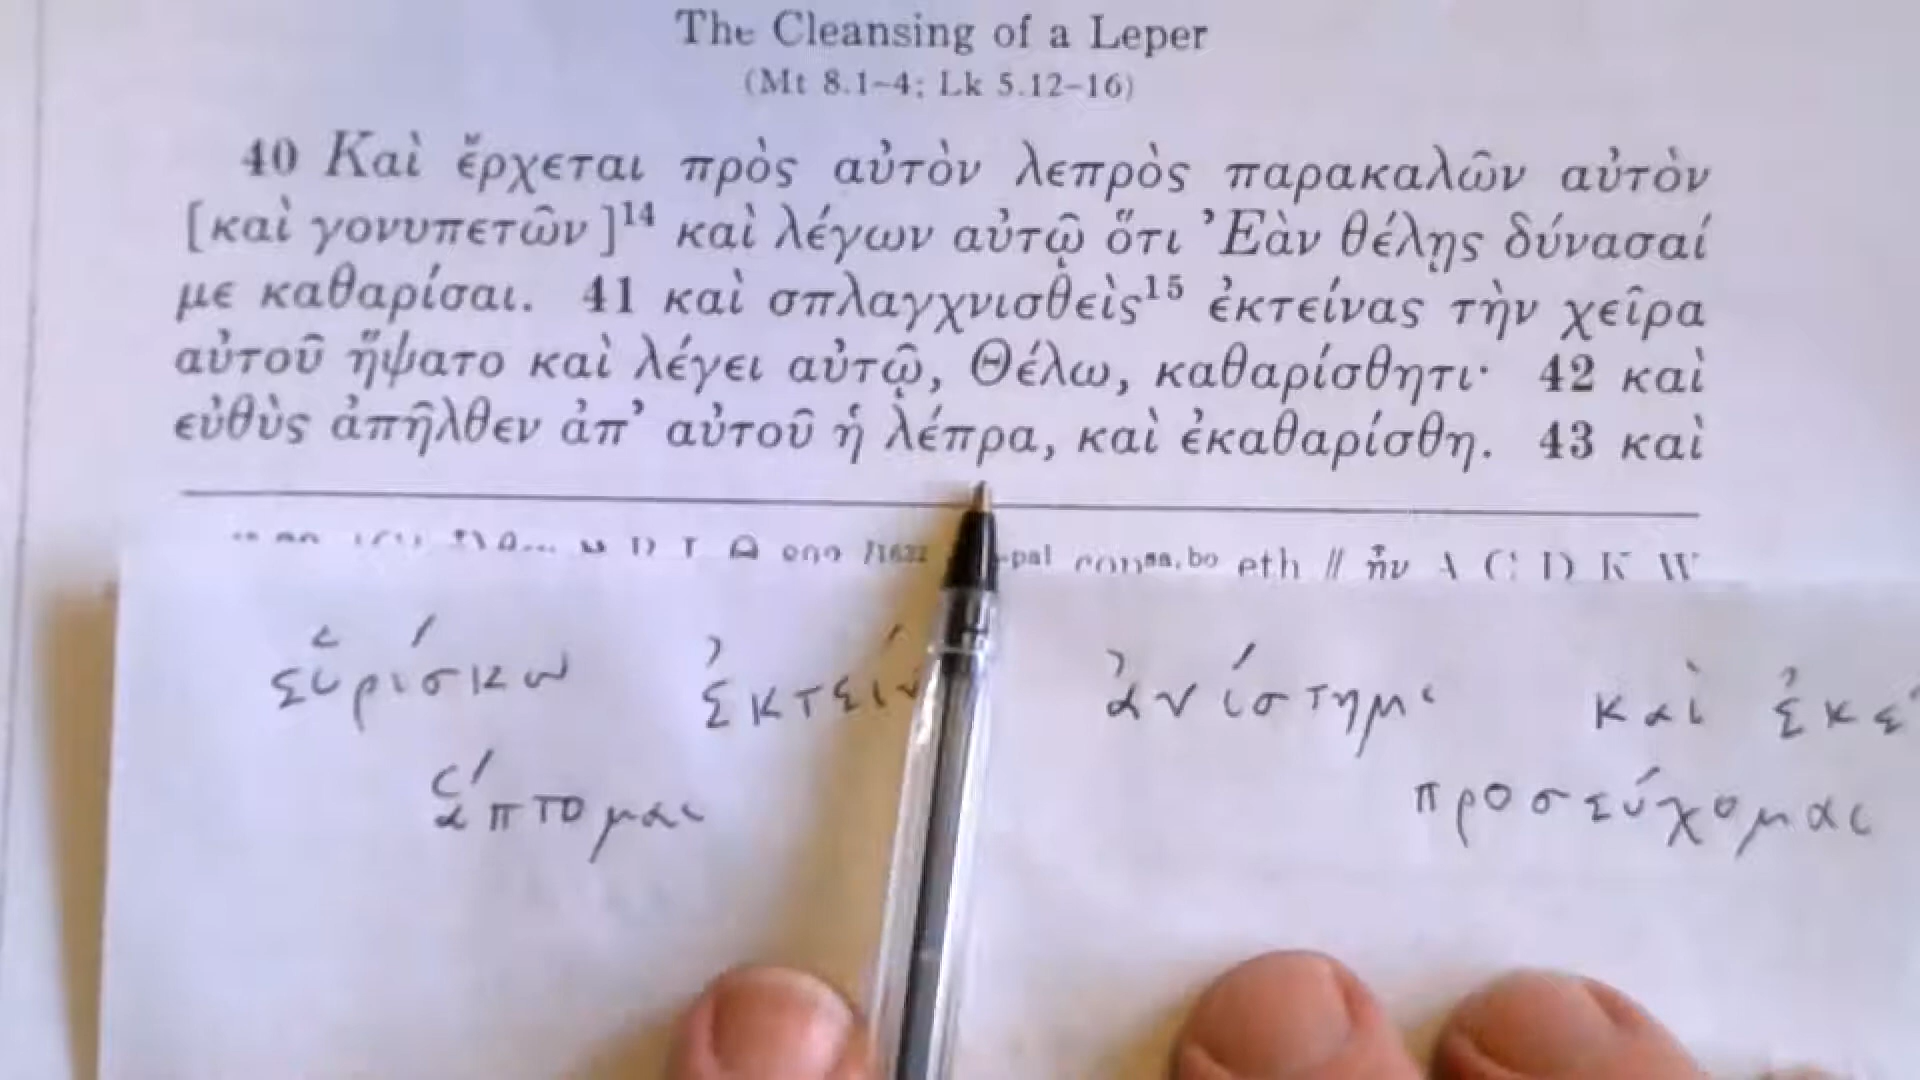 The Cleansing of a Leper
(Mt 8.1–4; Lk 5.12–16)
40 Καὶ ἔρχεται πρὸς αὐτὸν λεπρὸς παρακαλῶν αὐτὸν
[καὶ γονυπετῶν]¹⁴ καὶ λέγων αὐτῷ ὅτι Ἐὰν θέλῃς δύνασαί
με καθαρίσαι. 41 καὶ σπλαγχνισθεὶς¹⁵ ἐκτείνας τὴν χεῖρα
αὐτοῦ ἥψατο καὶ λέγει αὐτῷ, Θέλω, καθαρίσθητι· 42 καὶ
εὐθὺς ἀπῆλθεν ἀπ’ αὐτοῦ ἡ λέπρα, καὶ ἐκαθαρίσθη. 43 καὶ
eth // ἦν
εὑρίσκω ἀνίστημι καὶ
ἅπτομαι προσεύχομαι